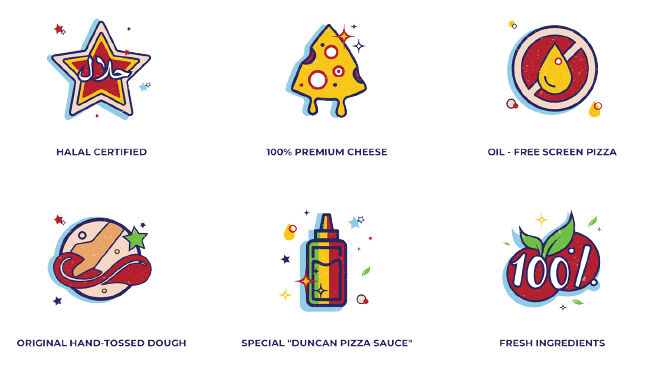 حلال
HALAL CERTIFIED
100% PREMIUM CHEESE
OIL - FREE SCREEN PIZZA
ORIGINAL HAND-TOSSED DOUGH
SPECIAL "DUNCAN PIZZA SAUCE"
100%
FRESH INGREDIENTS